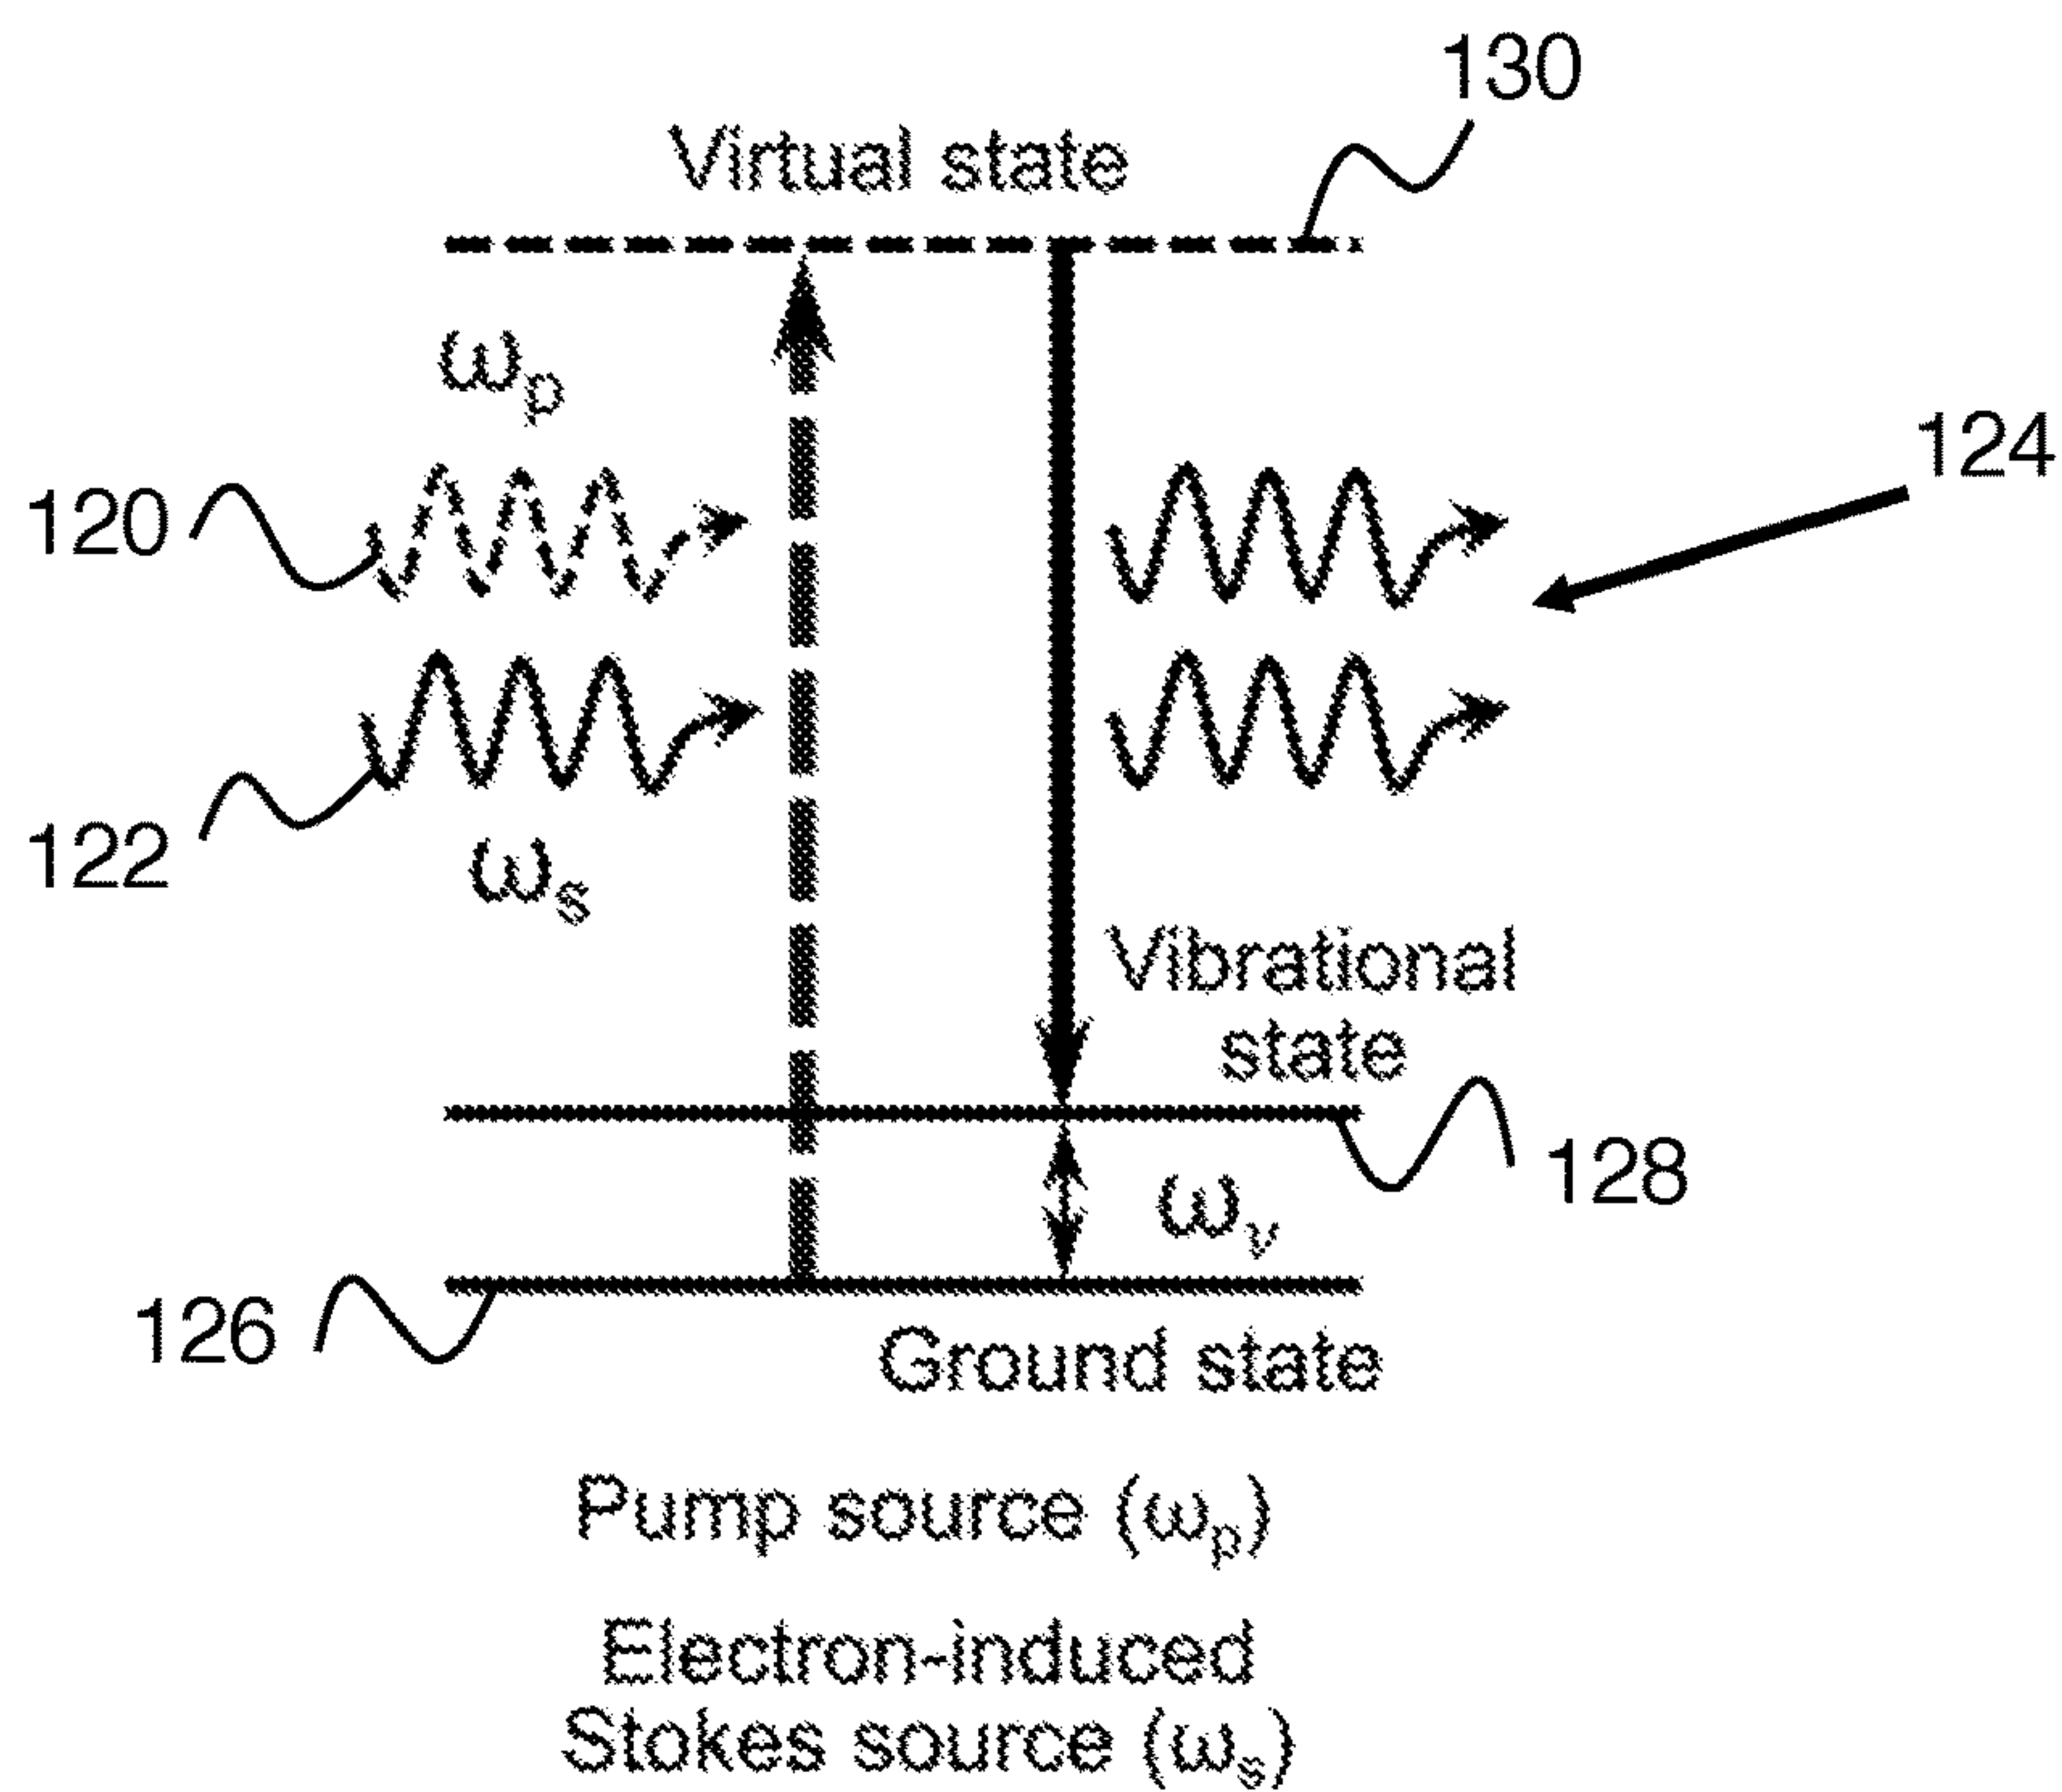 130
Virtual state
ωp
124
120
122
ωs
Vibrational
state
128
ωv
126
Ground state
Pump source (ωp)
Electron-induced
Stokes source (ωs)